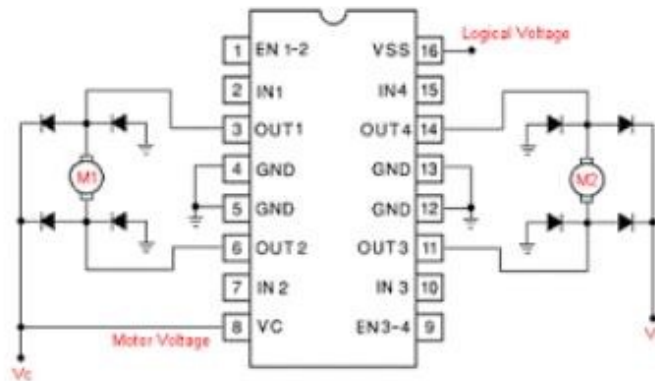 1 EN 1-2 VSS 16 Logical Voltage
2 IN1 IN4 15
3 OUT1 OUT4 14
4 GND GND 13
M1 M2
5 GND GND 12
6 OUT2 OUT3 11
7 IN 2 IN 3 10
Motor Voltage 8 VC EN3-4 9
Vc V